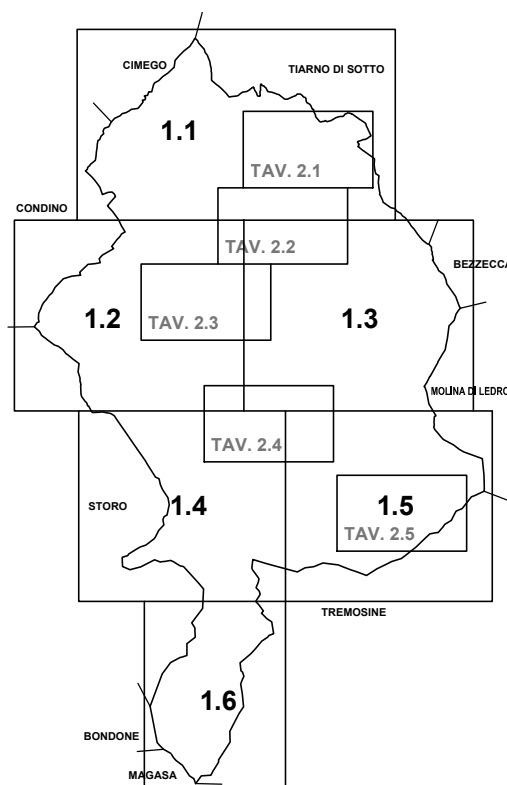 CIMEGO
TIARNO DI SOTTO
1.1
TAV. 2.1
CONDINO
TAV. 2.2
BEZZECCA
1.2
TAV. 2.3
1.3
MOLINA DI LEDRO
TAV. 2.4
STORO
1.4
1.5
TAV. 2.5
TREMOSINE
1.6
BONDONE
MAGASA